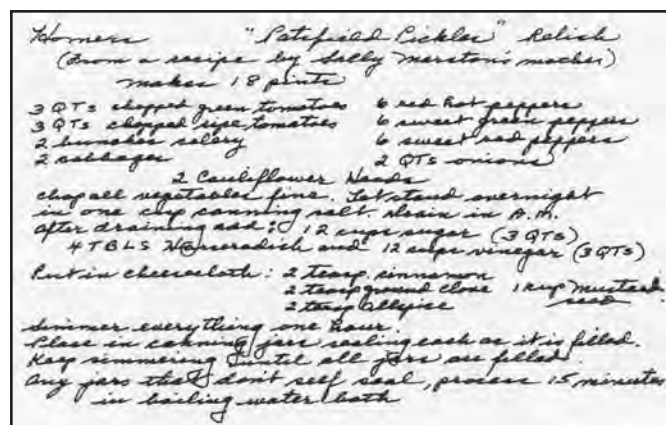 Homers "Patsfield Pickles" Relish
(From a recipe by Sally Marston's mother)
makes 18 pints
3 QTs chopped green tomatoes 6 red hot peppers
3 QTs chopped ripe tomatoes 6 sweet green peppers
2 bunches celery 6 sweet red peppers
2 cabbages 2 QTs onions
2 Cauliflower Heads
chop all vegetables fine. Let stand overnight
in one cup canning salt. Drain in A.M.
After draining add: 12 cups sugar (3 QTS)
4 TBLS Horseradish and 12 cups vinegar (3 QTS)
Put in cheesecloth: 2 teasp. cinnamon
2 teasp ground clove 1 cup mustard
2 teasp allspice seed
Simmer everything one hour.
Place in canning jars sealing each as it is filled.
Keep simmering until all jars are filled.
Any jars that don't self seal, process 15 minutes
in boiling water bath